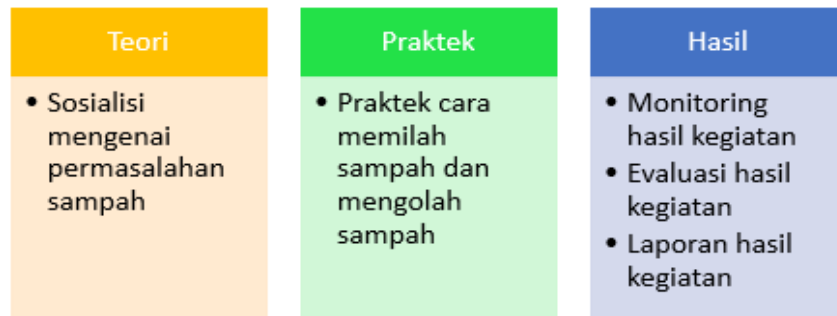 Teori
• Sosialisi
mengenai
permasalahan
sampah
Praktek
• Praktek cara
memilah
sampah dan
mengolah
sampah
Hasil
• Monitoring
hasil kegiatan
• Evaluasi hasil
kegiatan
• Laporan hasil
kegiatan